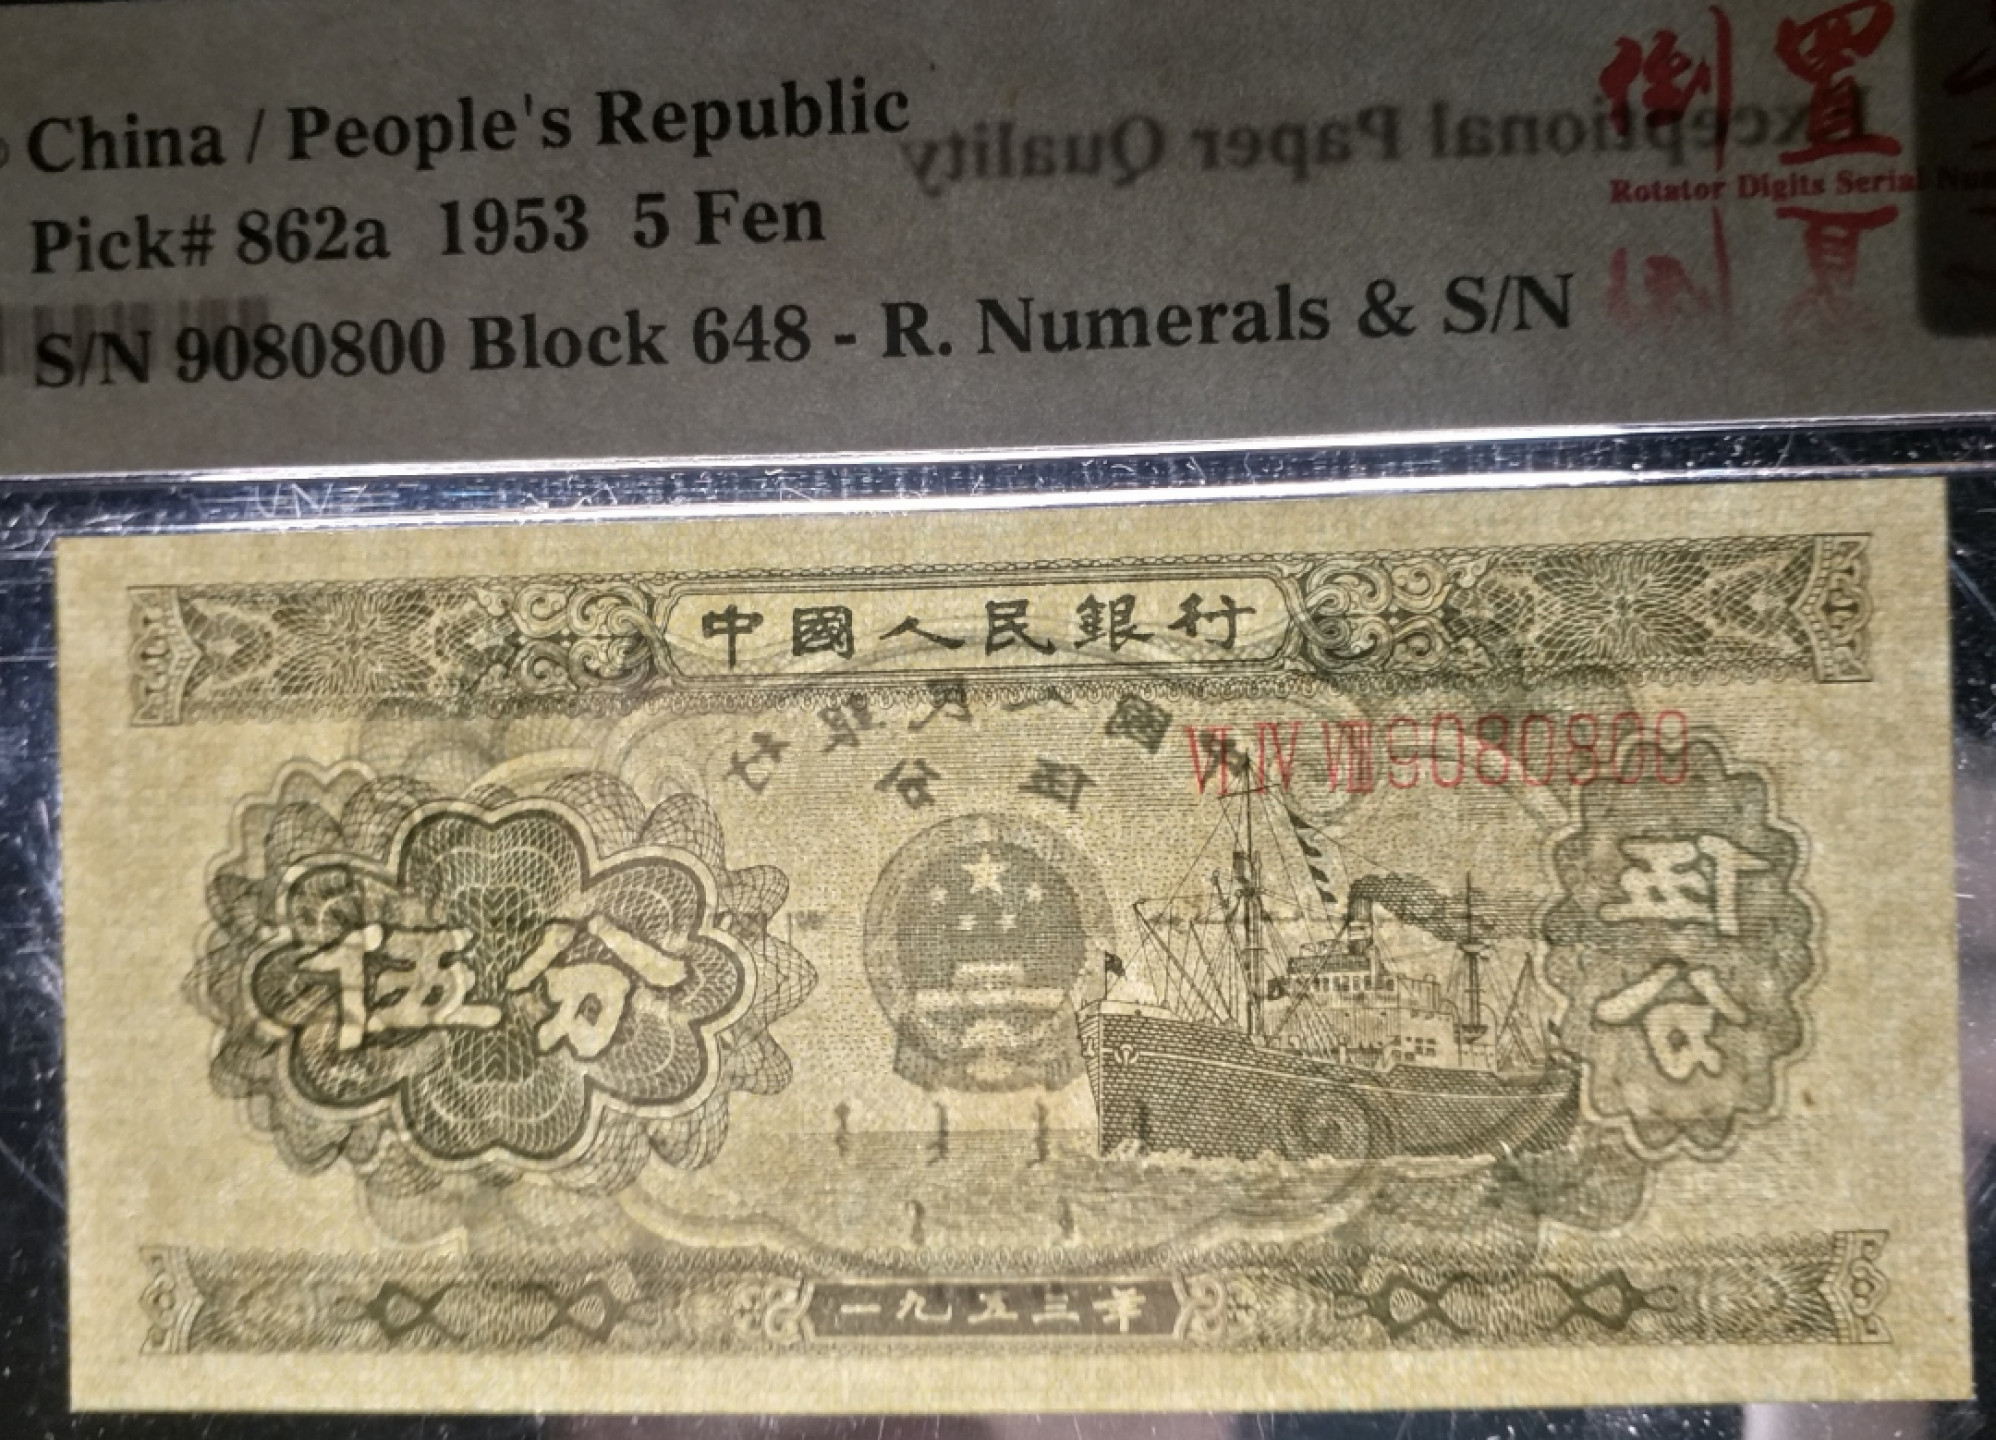 China / People's Republic
Exceptional Paper Quality
倒置
Rotator Digits Serial
Pick# 862a 1953 5 Fen
S/N 9080800 Block 648 - R. Numerals & S/N
中國人民銀行
VI IV VIII 9080800
伍分
伍分
一九五三年